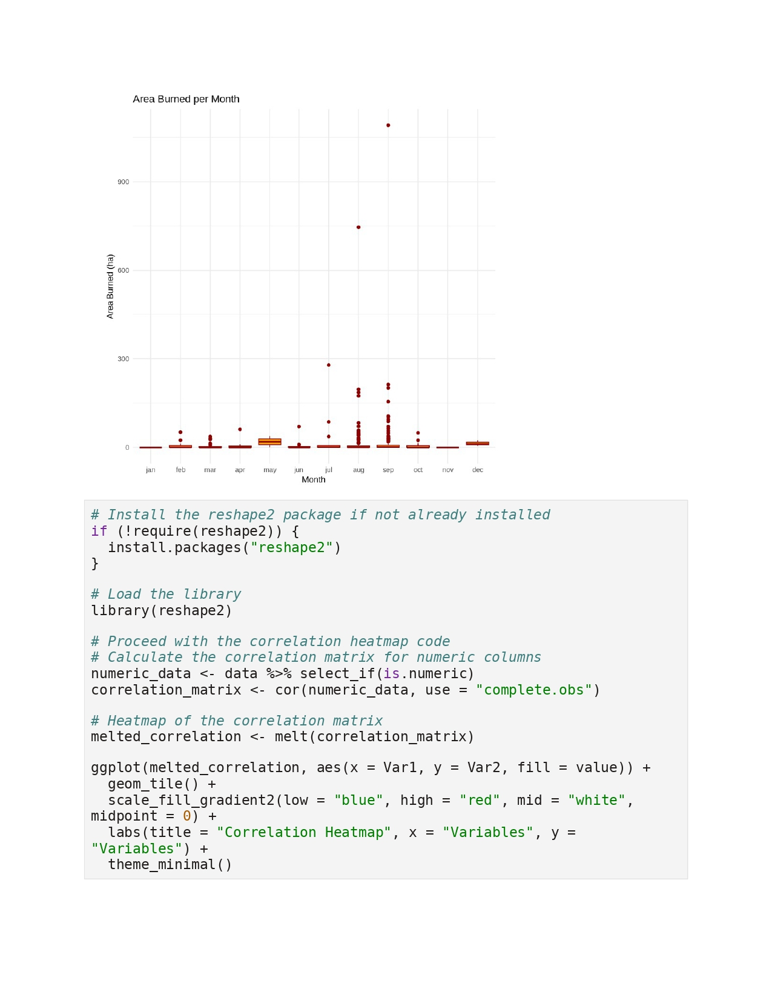 Area Burned per Month
900
600
300
0
Area Burned (ha)
jan feb mar apr may jun jul aug sep oct nov dec
Month
# Install the reshape2 package if not already installed
if (!require(reshape2)) {
  install.packages("reshape2")
}
# Load the library
library(reshape2)
# Proceed with the correlation heatmap code
# Calculate the correlation matrix for numeric columns
numeric_data <- data %>% select_if(is.numeric)
correlation_matrix <- cor(numeric_data, use = "complete.obs")
# Heatmap of the correlation matrix
melted_correlation <- melt(correlation_matrix)
ggplot(melted_correlation, aes(x = Var1, y = Var2, fill = value)) +
  geom_tile() +
  scale_fill_gradient2(low = "blue", high = "red", mid = "white",
midpoint = 0) +
  labs(title = "Correlation Heatmap", x = "Variables", y =
"Variables") +
  theme_minimal()